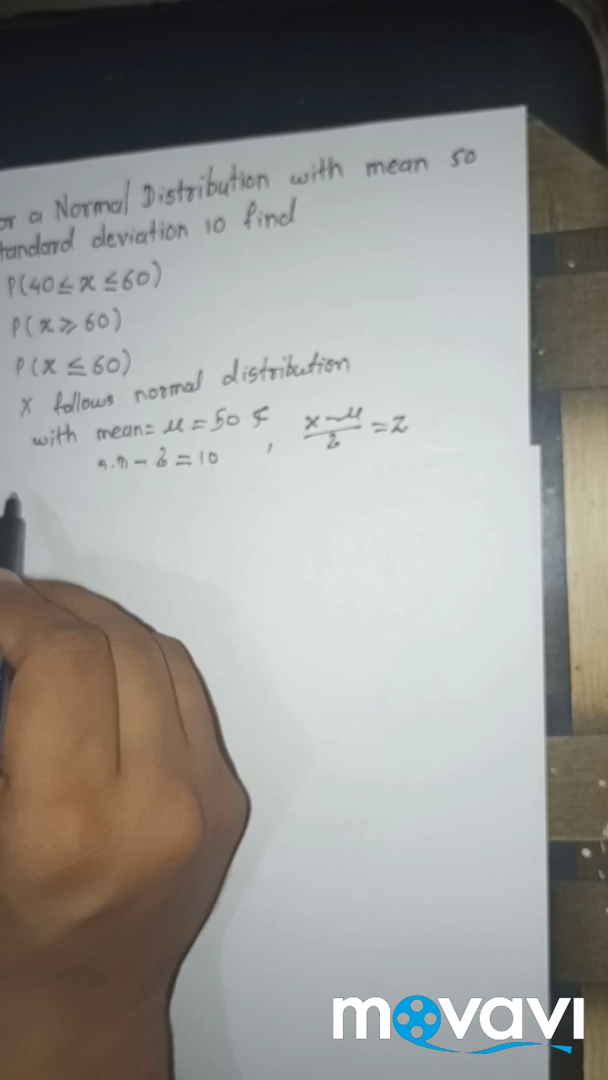 or a Normal Distribution with mean 50
tandard deviation 10 find
P(40 ≤ x ≤ 60)
P(x ≥ 60)
P(x ≤ 60)
X follows normal distribution
with mean = μ = 50 & , (x-μ)/σ = Z
S.D - σ = 10
movavi